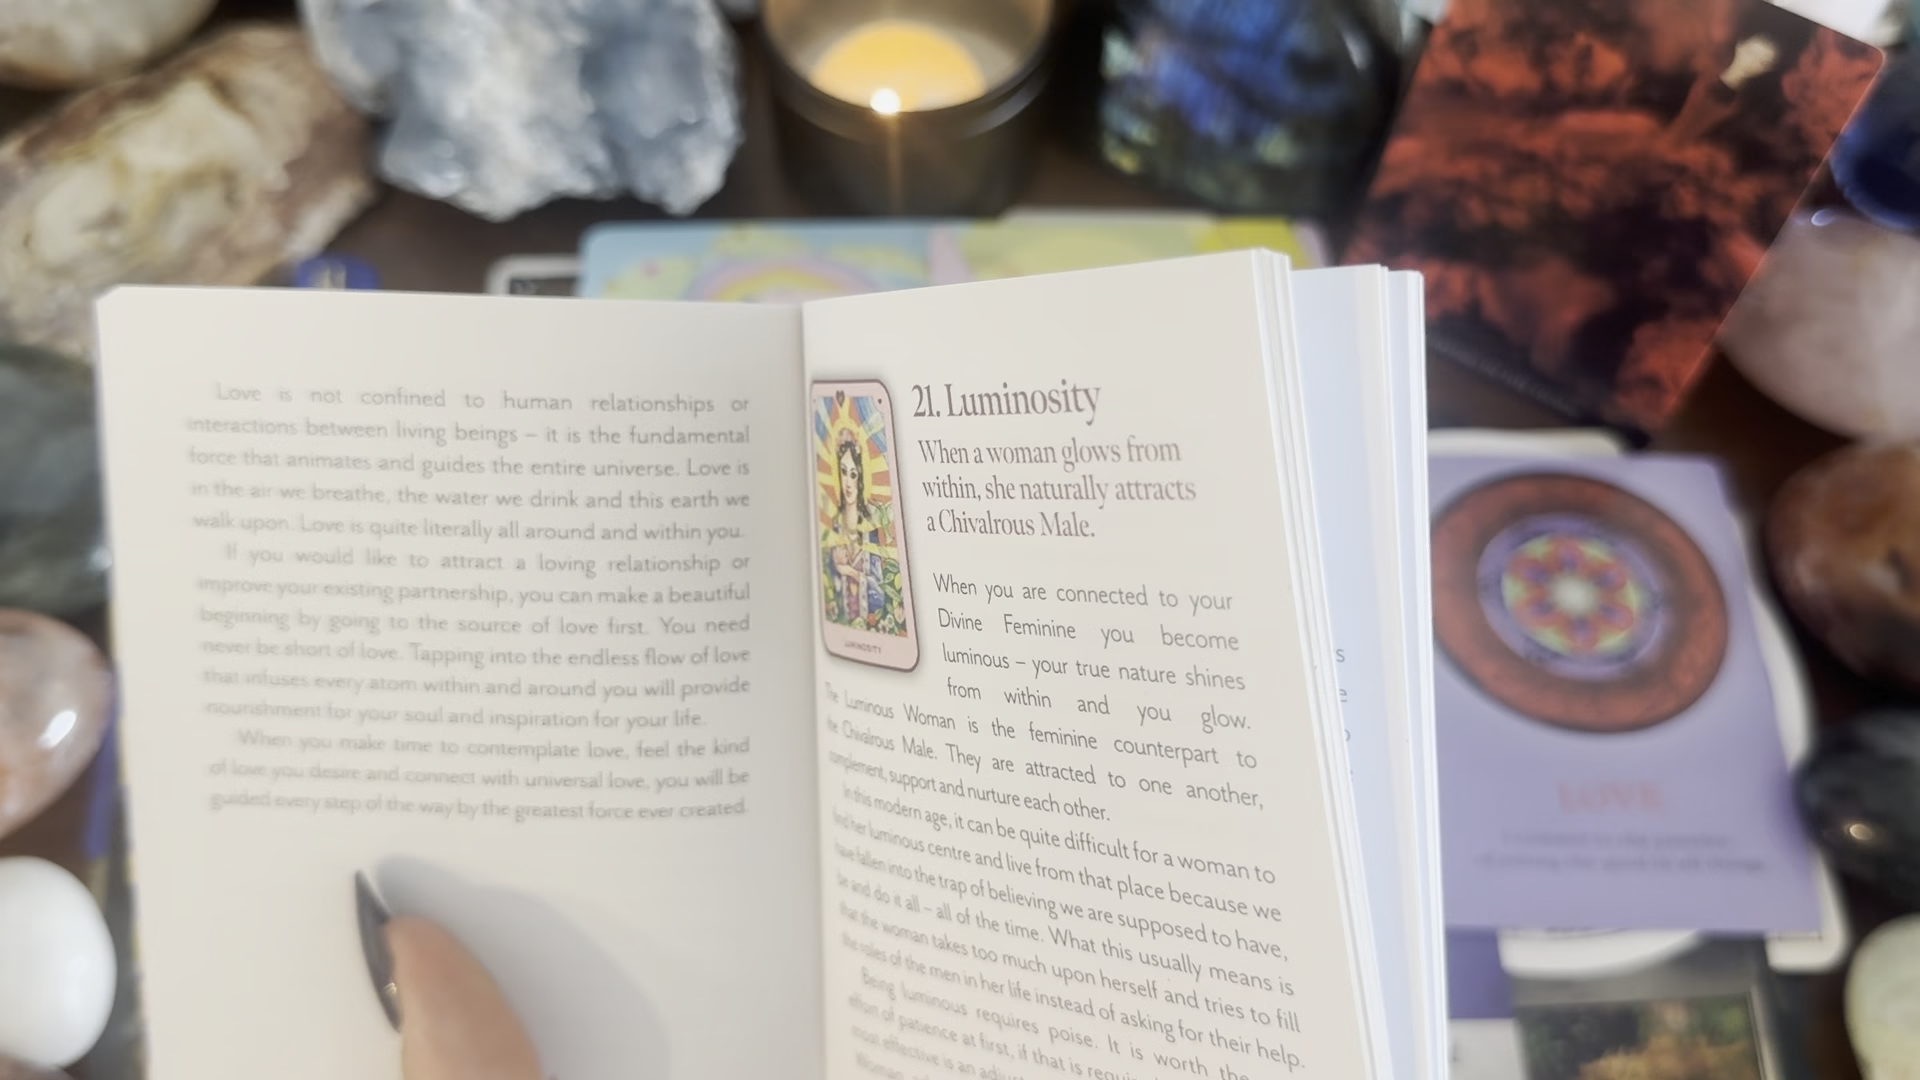 Love is not confined to human relationships or
interactions between living beings – it is the fundamental
force that animates and guides the entire universe. Love is
in the air we breathe, the water we drink and this earth we
walk upon. Love is quite literally all around and within you.
If you would like to attract a loving relationship or
improve your existing partnership, you can make a beautiful
beginning by going to the source of love first. You need
never be short of love. Tapping into the endless flow of love
that infuses every atom within and around you will provide
nourishment for your soul and inspiration for your life.
When you make time to contemplate love, feel the kind
of love you desire and connect with universal love, you will be
guided every step of the way by the greatest force ever created.
21. Luminosity
When a woman glows from
within, she naturally attracts
a Chivalrous Male.
LUMINOSITY
When you are connected to your
Divine Feminine you become
luminous – your true nature shines
from within and you glow.
The Luminous Woman is the feminine counterpart to
the Chivalrous Male. They are attracted to one another,
complement, support and nurture each other.
In this modern age, it can be quite difficult for a woman to
find her luminous centre and live from that place because we
have fallen into the trap of believing we are supposed to have,
be and do it all – all of the time. What this usually means is
that the woman takes too much upon herself and tries to fill
the roles of the men in her life instead of asking for their help.
Being luminous requires poise. It is worth the
effort of patience at first, if that is
most effective is an
Woman
LOVE